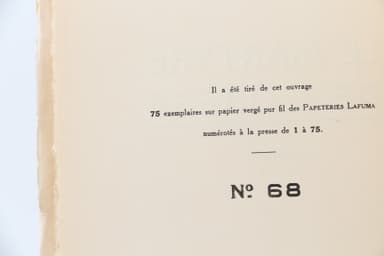 Il a été tiré de cet ouvrage
75 exemplaires sur papier vergé pur fil des PAPETERIES LAFUMA
numérotés à la presse de 1 à 75.
Nº 68